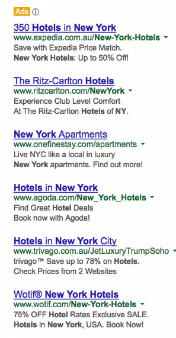 Ads
350 Hotels in New York
www.expedia.com.au/New-York-Hotels
Save with Expedia Price Match.
New York Hotels: Up to 50% Off!
The Ritz-Carlton Hotels
www.ritzcarlton.com/NewYork
Experience Club Level Comfort
At The Ritz-Carlton Hotels of NY.
New York Apartments
www.onefinestay.com/apartments
Live NYC like a local in luxury
New York apartments. Find out more!
Hotels in New York
www.agoda.com/New_York_Hotels
Find Great Hotel Deals
Book now with Agoda!
Hotels in New York City
www.trivago.com.au/JetLuxuryTrumpSoho
trivago™ Save up to 78% on Hotels.
Check Prices from 2 Websites
Wotif® New York Hotels
www.wotif.com/New-York-Hotels
75% OFF Hotel Rates Exclusive SALE.
Hotels in New York, USA. Book Now!